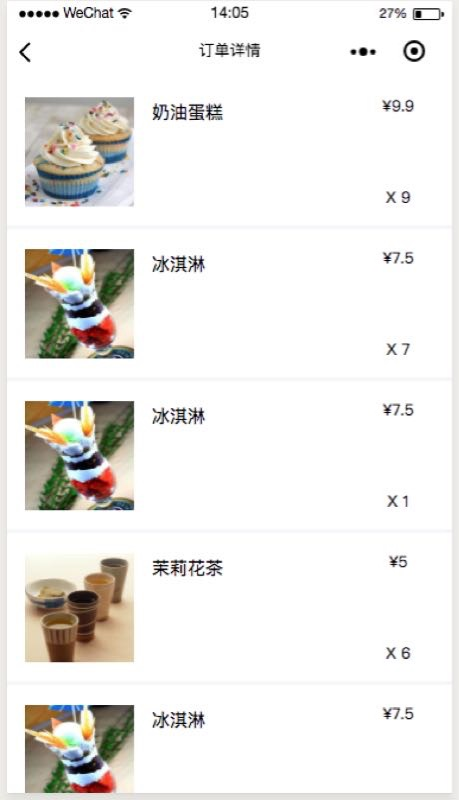 WeChat 14:05 27%
订单详情
奶油蛋糕 ¥9.9
X 9
冰淇淋 ¥7.5
X 7
冰淇淋 ¥7.5
X 1
茉莉花茶 ¥5
X 6
冰淇淋 ¥7.5